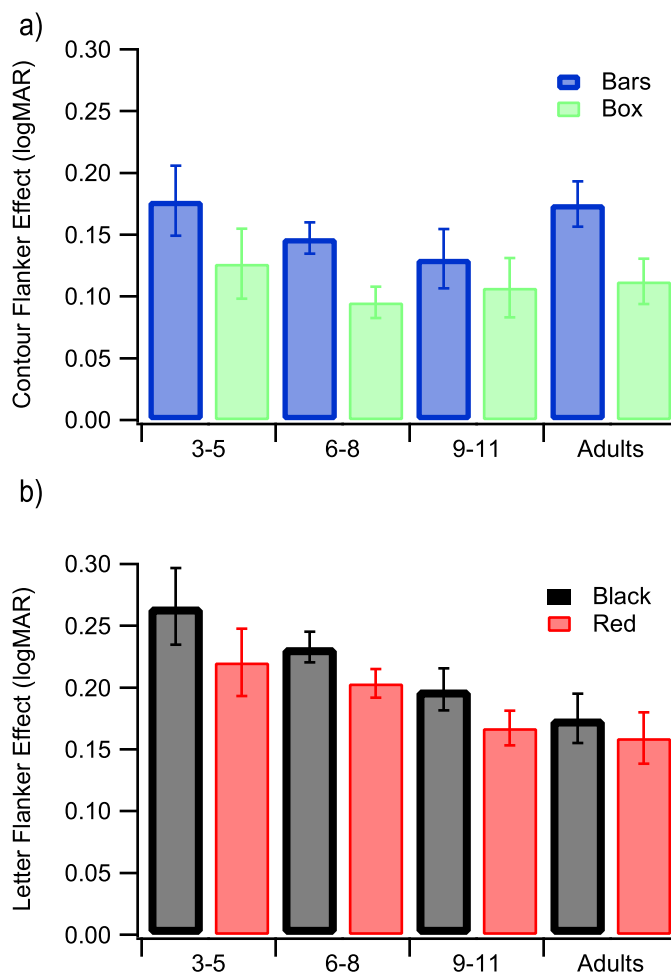 a)
Contour Flanker Effect (logMAR)
0.30
0.25
0.20
0.15
0.10
0.05
0.00
Bars
Box
3-5 6-8 9-11 Adults
b)
Letter Flanker Effect (logMAR)
0.30
0.25
0.20
0.15
0.10
0.05
0.00
Black
Red
3-5 6-8 9-11 Adults